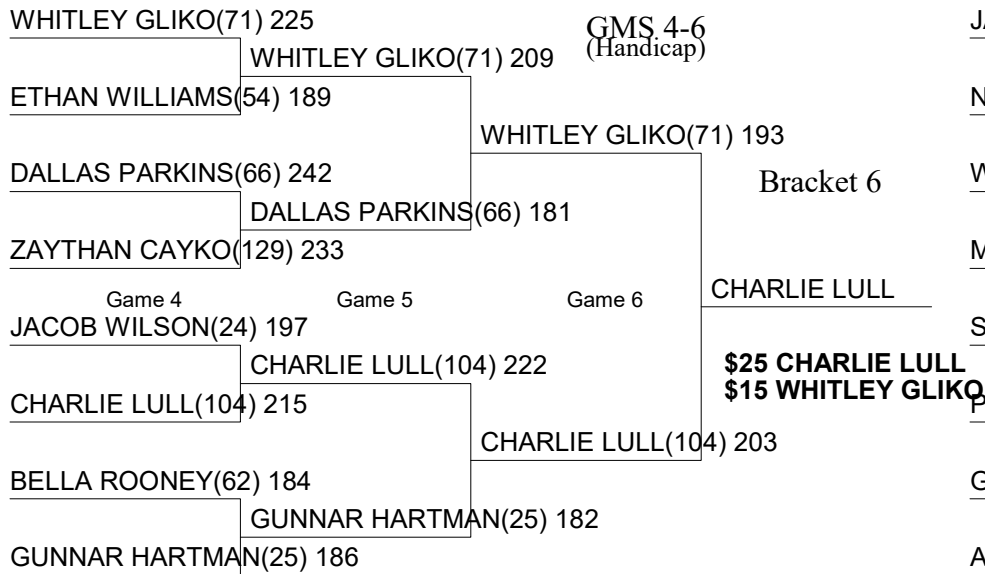 WHITLEY GLIKO(71) 225
GMS 4-6
(Handicap)
WHITLEY GLIKO(71) 209
ETHAN WILLIAMS(54) 189
WHITLEY GLIKO(71) 193
DALLAS PARKINS(66) 242
Bracket 6
DALLAS PARKINS(66) 181
ZAYTHAN CAYKO(129) 233
Game 4
Game 5
Game 6
CHARLIE LULL
JACOB WILSON(24) 197
CHARLIE LULL(104) 222
$25 CHARLIE LULL
$15 WHITLEY GLIKO
CHARLIE LULL(104) 215
CHARLIE LULL(104) 203
BELLA ROONEY(62) 184
GUNNAR HARTMAN(25) 182
GUNNAR HARTMAN(25) 186